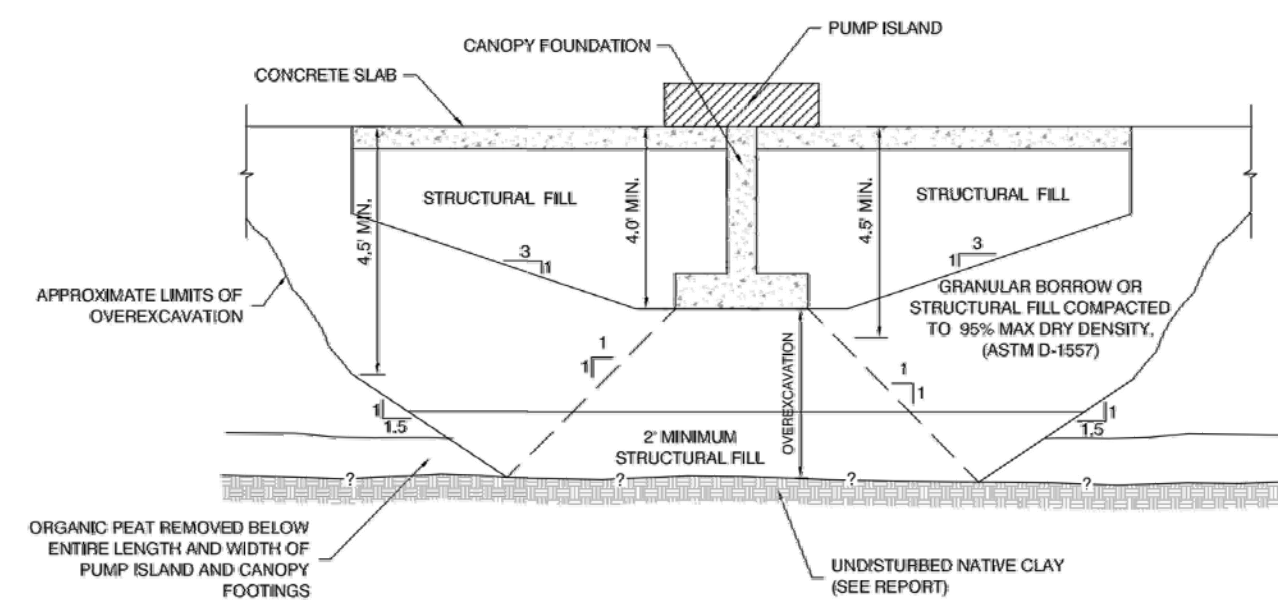 PUMP ISLAND
CANOPY FOUNDATION
CONCRETE SLAB
STRUCTURAL FILL
STRUCTURAL FILL
4.5' MIN.
4.0' MIN.
4.5' MIN.
3
1
3
1
APPROXIMATE LIMITS OF
OVEREXCAVATION
GRANULAR BORROW OR
STRUCTURAL FILL COMPACTED
TO 95% MAX DRY DENSITY.
(ASTM D-1557)
1
1
1
1
OVEREXCAVATION
1
1.5
1
1.5
2' MINIMUM
STRUCTURAL FILL
?
?
?
?
ORGANIC PEAT REMOVED BELOW
ENTIRE LENGTH AND WIDTH OF
PUMP ISLAND AND CANOPY
FOOTINGS
UNDISTURBED NATIVE CLAY
(SEE REPORT)